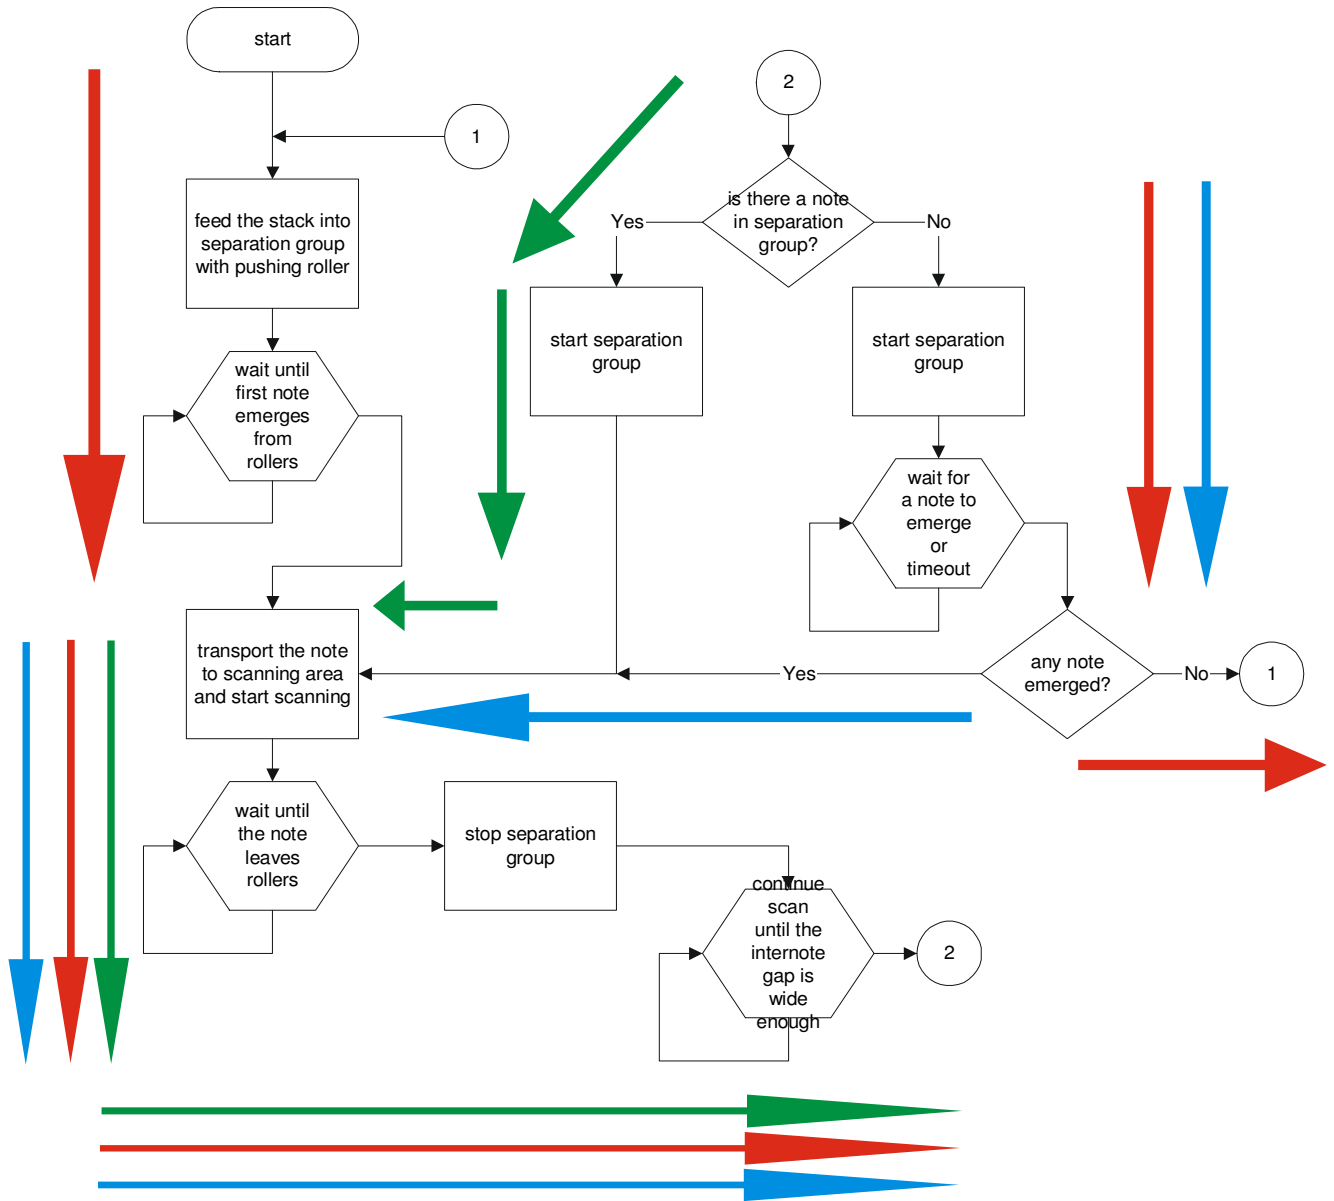 start
1
feed the stack into
separation group
with pushing roller
wait until
first note
emerges
from
rollers
transport the note
to scanning area
and start scanning
wait until
the note
leaves
rollers
stop separation
group
continue
scan
until the
internote
gap is
wide
enough
2
2
is there a note
in separation
group?
Yes
No
start separation
group
start separation
group
wait for
a note to
emerge
or
timeout
any note
emerged?
Yes
No
1